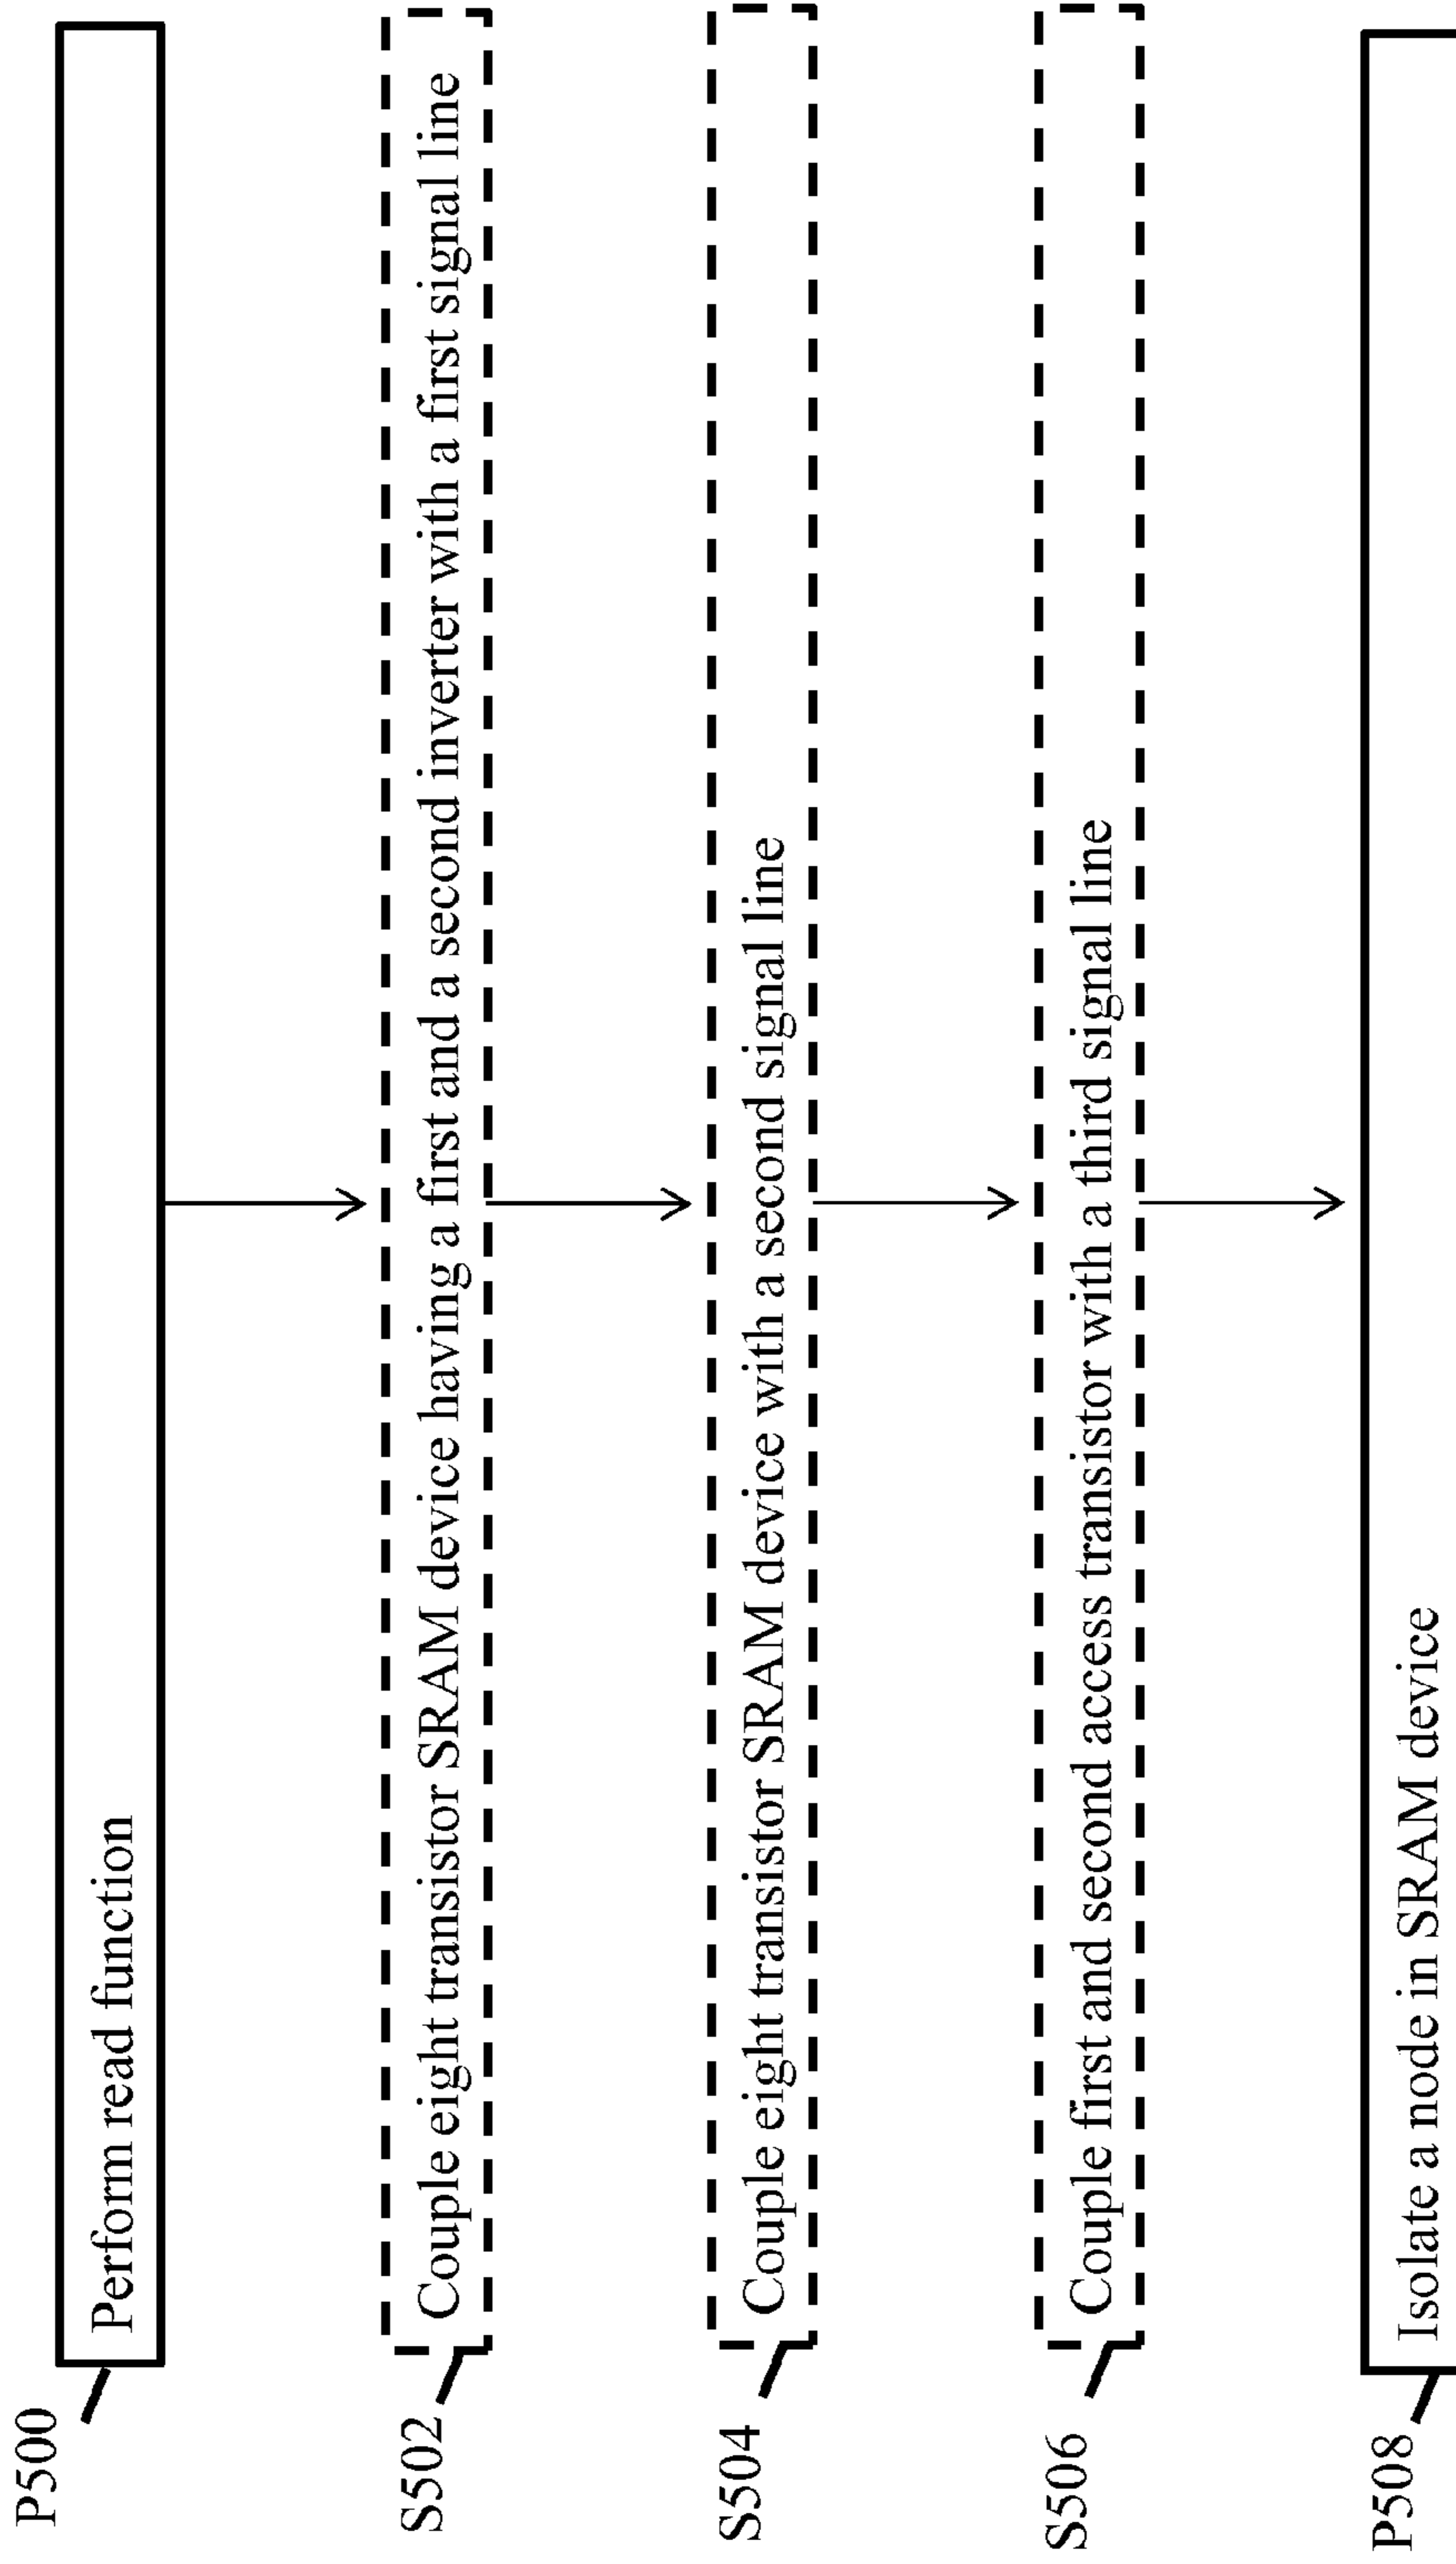 P500
Perform read function
S502
Couple eight transistor SRAM device having a first and a second inverter with a first signal line
S504
Couple eight transistor SRAM device with a second signal line
S506
Couple first and second access transistor with a third signal line
P508
Isolate a node in SRAM device